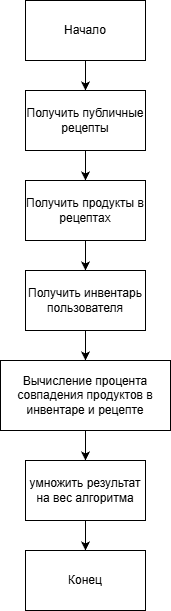 Начало
Получить публичные
рецепты
Получить продукты в
рецептах
Получить инвентарь
пользователя
Вычисление процента
совпадения продуктов в
инвентаре и рецепте
умножить результат
на вес алгоритма
Конец